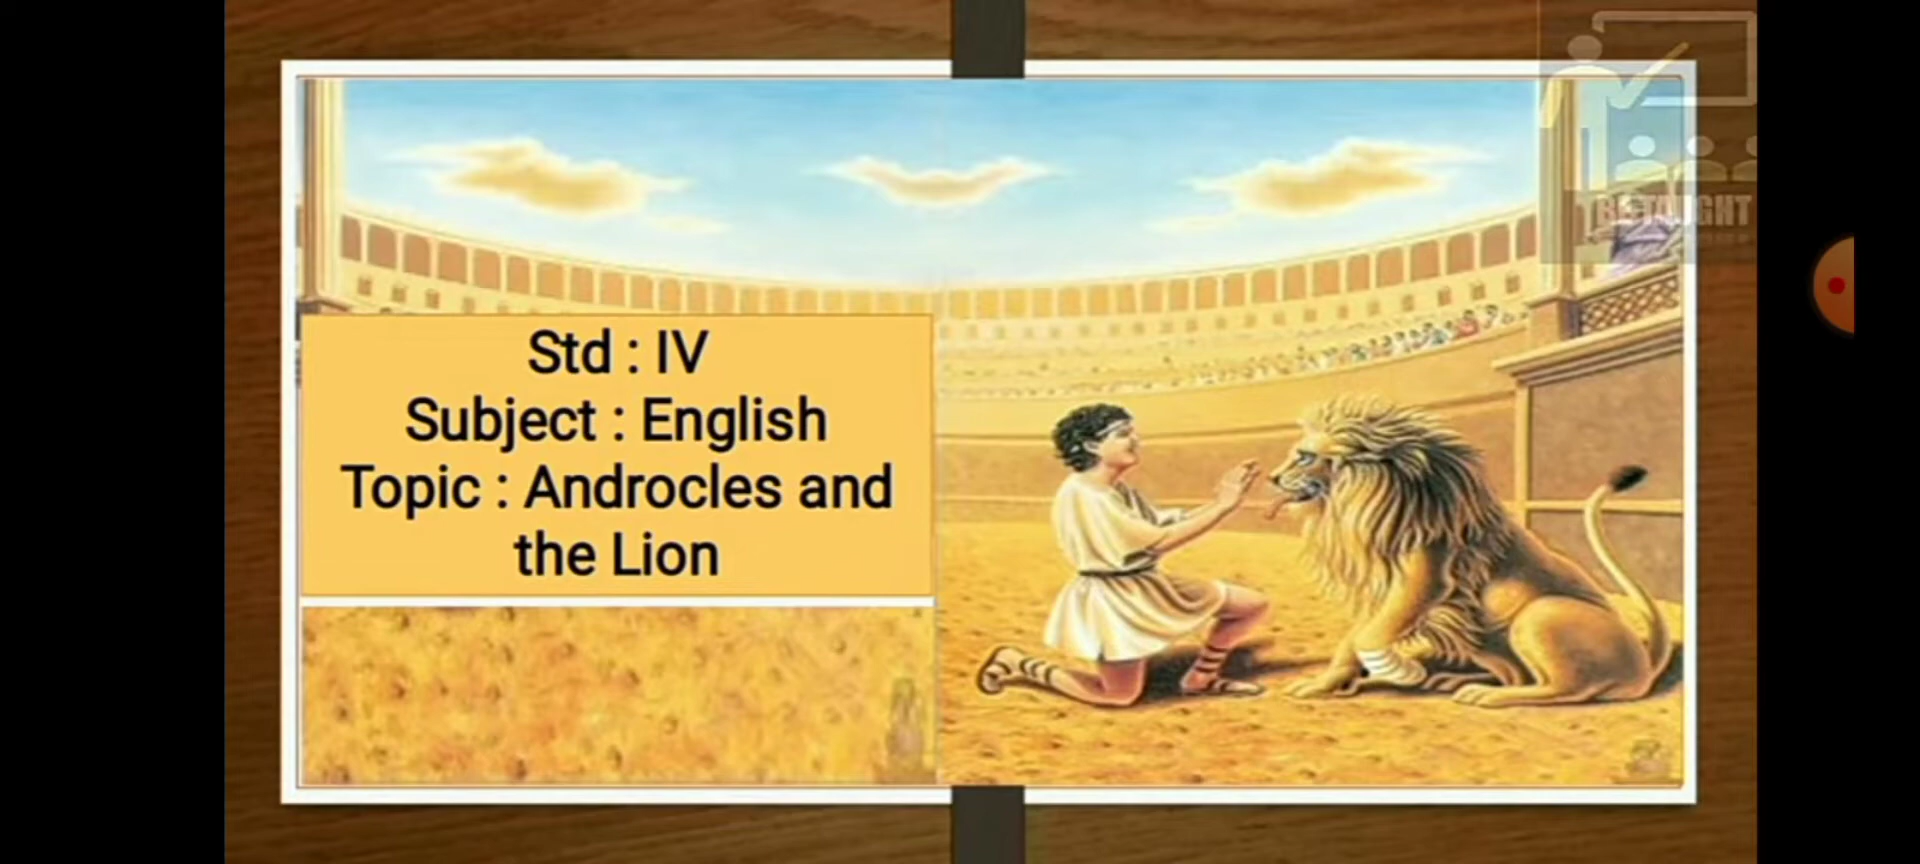 Std : IV
Subject : English
Topic : Androcles and
the Lion